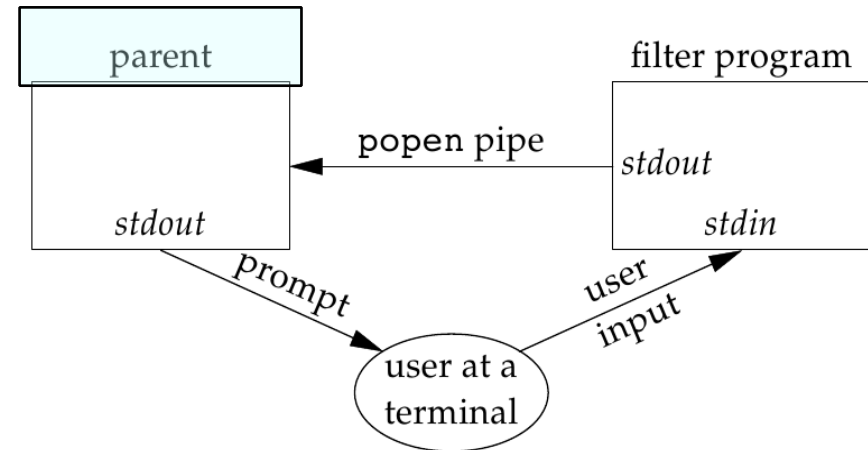 parent
filter program
popen pipe
stdout
stdout
stdin
prompt
user
input
user at a
terminal